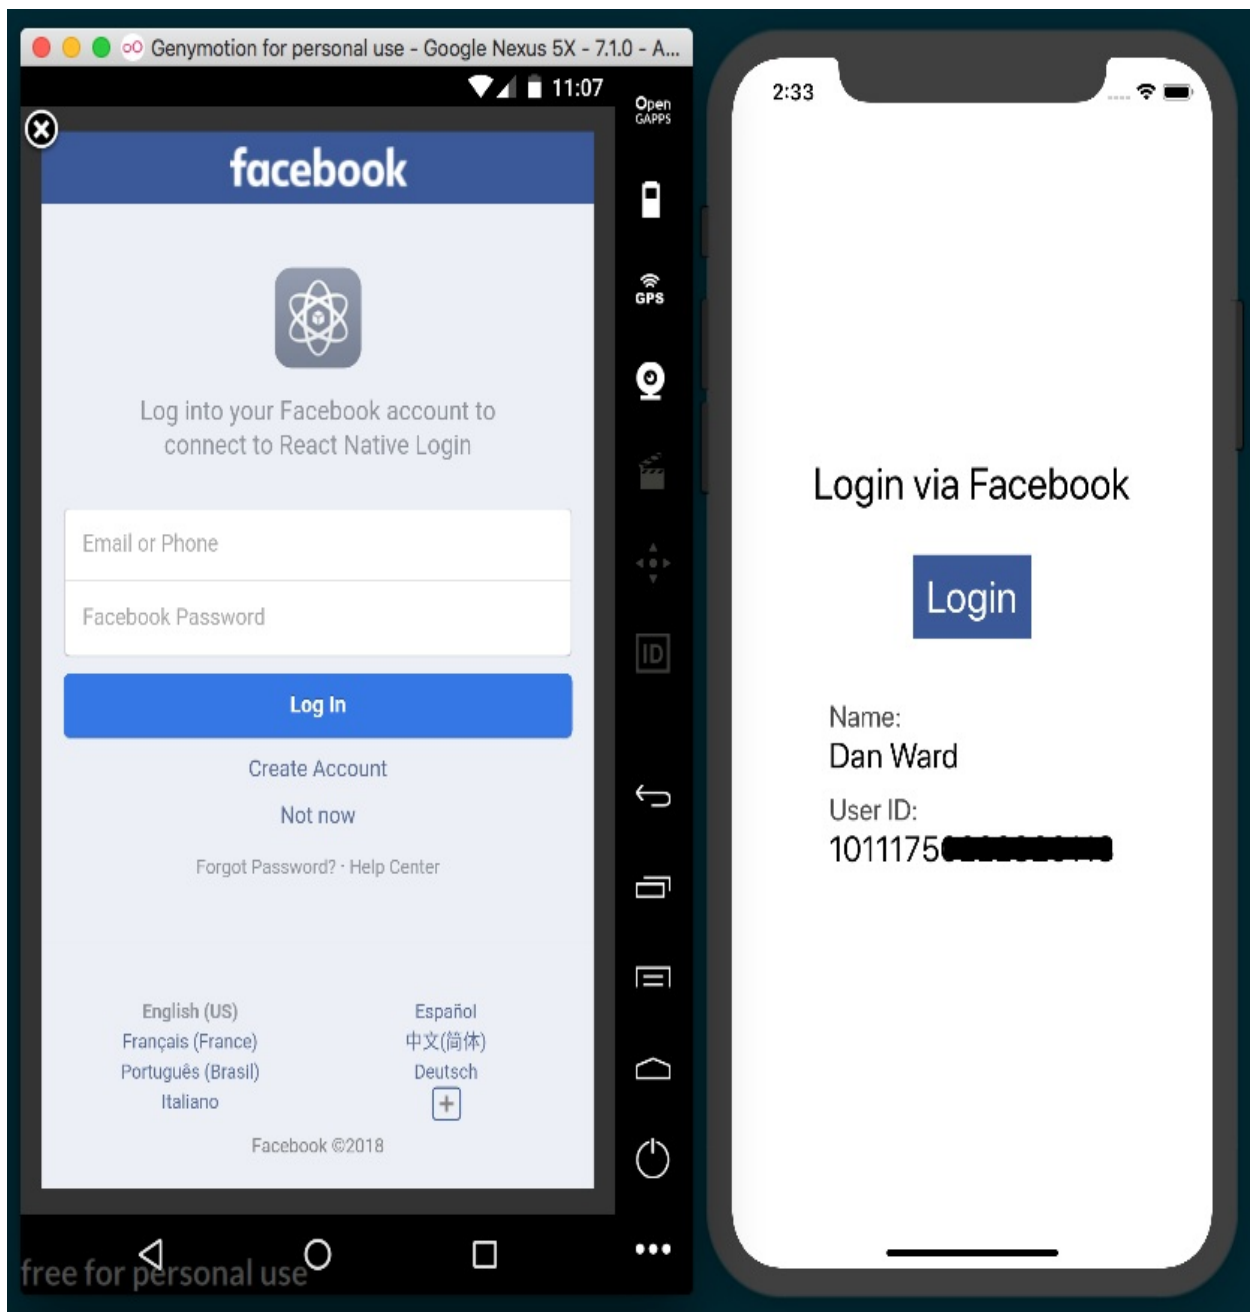 Genymotion for personal use - Google Nexus 5X - 7.1.0 - A...
11:07
facebook
Log into your Facebook account to
connect to React Native Login
Email or Phone
Facebook Password
Log In
Create Account
Not now
Forgot Password? · Help Center
English (US)
Español
Français (France)
中文(简体)
Português (Brasil)
Deutsch
Italiano
Facebook ©2018
free for personal use
Open
GAPPS
GPS
ID
2:33
Login via Facebook
Login
Name:
Dan Ward
User ID:
1011175